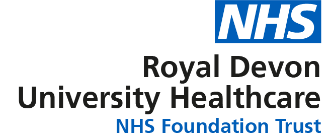 NHS
Royal Devon
University Healthcare
NHS Foundation Trust